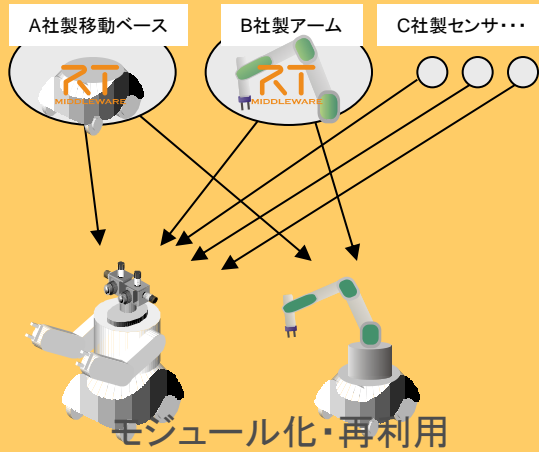 A社製移動ベース
B社製アーム
C社製センサ・・・
RT
MIDDLEWARE
RT
MIDDLEWARE
モジュール化・再利用